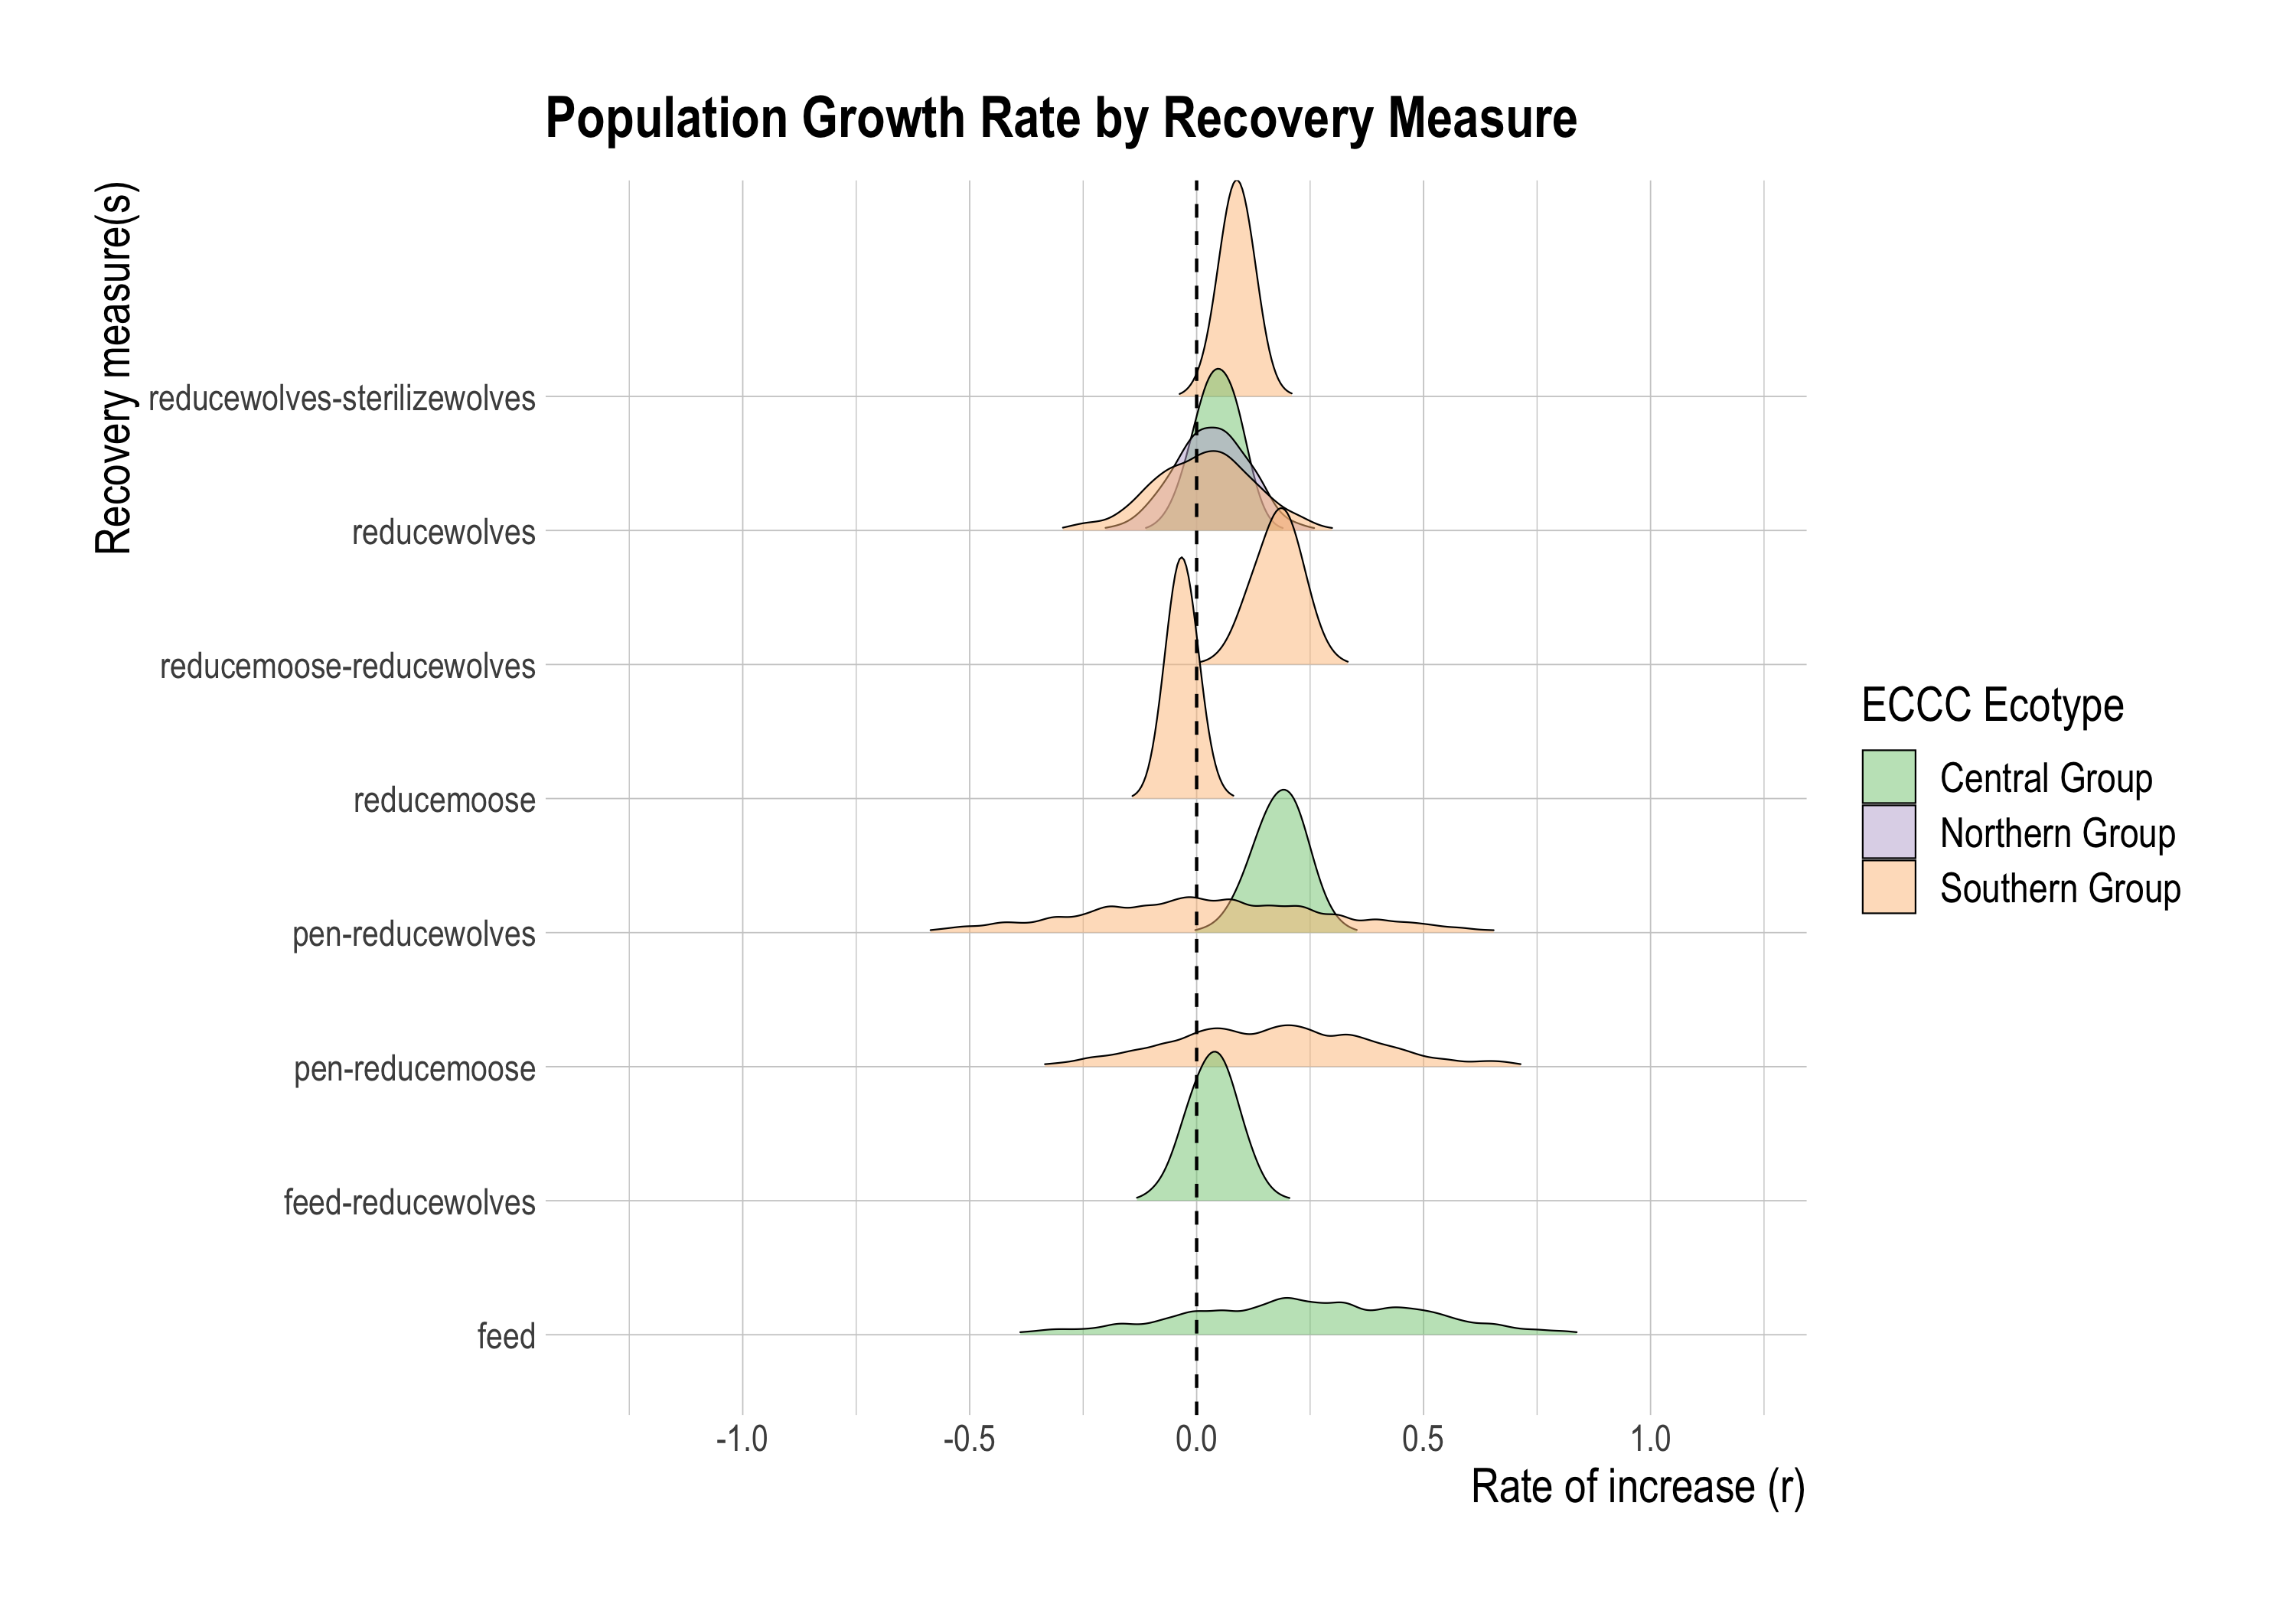 Population Growth Rate by Recovery Measure
Recovery measure(s)
reducewolves-sterilizewolves
reducewolves
reducemoose-reducewolves
reducemoose
pen-reducewolves
pen-reducemoose
feed-reducewolves
feed
-1.0
-0.5
0.0
0.5
1.0
Rate of increase (r)
ECCC Ecotype
Central Group
Northern Group
Southern Group